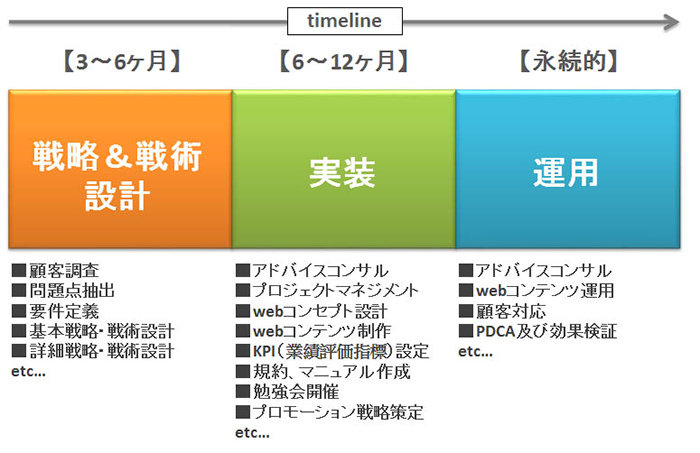 timeline
【3～6ヶ月】
【6～12ヶ月】
【永続的】
戦略＆戦術
設計
実装
運用
■顧客調査
■問題点抽出
■要件定義
■基本戦略・戦術設計
■詳細戦略・戦術設計
etc...
■アドバイスコンサル
■プロジェクトマネジメント
■webコンセプト設計
■webコンテンツ制作
■KPI（業績評価指標）設定
■規約、マニュアル作成
■勉強会開催
■プロモーション戦略策定
etc...
■アドバイスコンサル
■webコンテンツ運用
■顧客対応
■PDCA及び効果検証
etc...